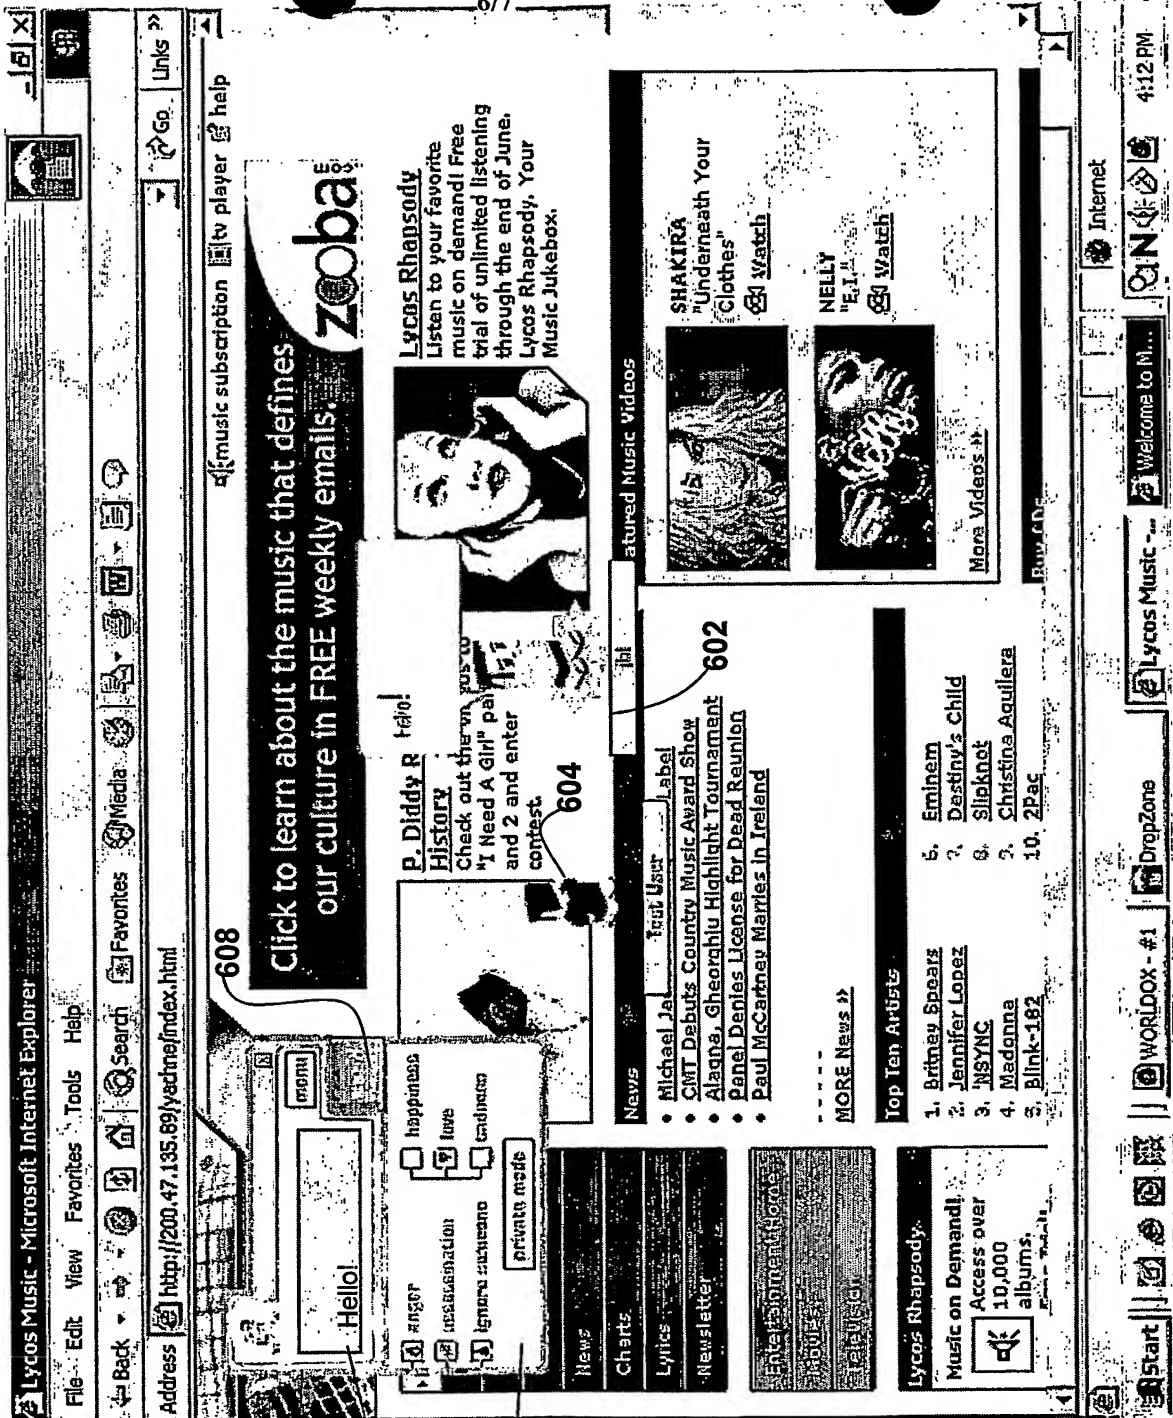 6/7
Lycos Music - Microsoft Internet Explorer
File Edit View Favorites Tools Help
Back Search Favorites Media
Address http://200.47.135.69/yachne/index.html Go Links »
music subscription tv player help
608
Click to learn about the music that defines
our culture in FREE weekly emails.
zooba
menu
Hello!
anger happiness
love
ignore someone sadness
private mode
Hello!
P. Diddy R
History
Check out the
"I Need A Girl"
and 2 and enter
contest.
604
Lycos Rhapsody
Listen to your favorite
music on demand! Free
trial of unlimited listening
through the end of June.
Lycos Rhapsody. Your
Music Jukebox.
News
Charts
Lyrics
Newsletter
Lycos Rhapsody
Music on Demand!
Access over
10,000
albums.
News
Michael Label
Test User
CMT Debuts Country Music Award Show
Alagna, Gheorghiu Highlight Tournament
Panel Denies License for Dead Reunion
Paul McCartney Marries in Ireland
-----
MORE News »
602
Top Ten Artists
1. Britney Spears
2. Jennifer Lopez
3. 'NSYNC
4. Madonna
5. Blink-182
6. Eminem
7. Destiny's Child
8. Slipknot
9. Christina Aguilera
10. 2Pac
atured Music Videos
SHAKIRA
"Underneath Your
Clothes"
Watch
NELLY
"E.I."
Watch
More Videos »
Buy CDs
Internet
Start WORLDOX - #1 DropZone Lycos Music -... Welcome to M... 4:12 PM